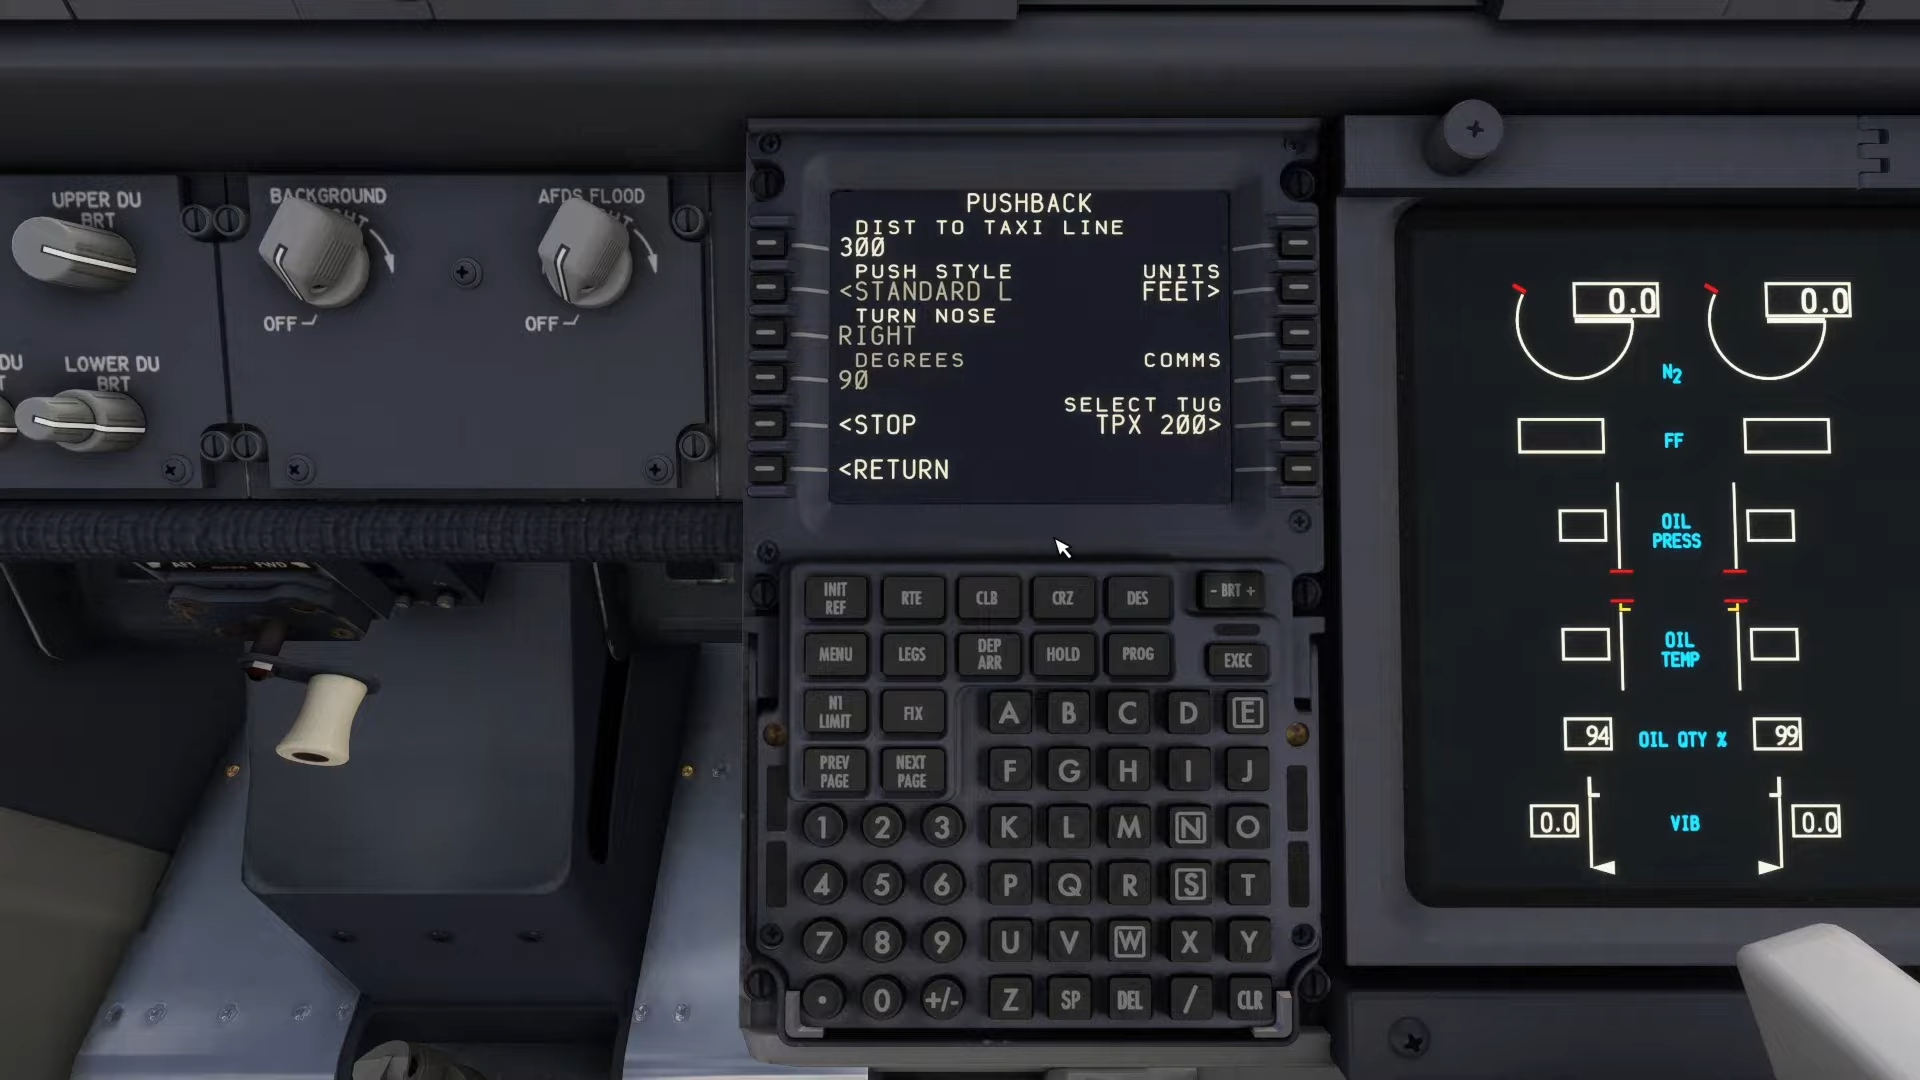 UPPER DU
BRT
BACKGROUND
OFF
AFDS FLOOD
OFF
DU
LOWER DU
BRT
AFT
FWD
PUSHBACK
DIST TO TAXI LINE
300
PUSH STYLE UNITS
<STANDARD L FEET>
TURN NOSE
RIGHT
DEGREES COMMS
90
SELECT TUG
<STOP TPX 200>
<RETURN
INIT REF
RTE
CLB
CRZ
DES
- BRT +
MENU
LEGS
DEP ARR
HOLD
PROG
EXEC
N1 LIMIT
FIX
A B C D E
PREV PAGE
NEXT PAGE
F G H I J
1 2 3 K L M N O
4 5 6 P Q R S T
7 8 9 U V W X Y
. 0 +/- Z SP DEL / CLR
0.0 0.0
N2
FF
OIL PRESS
OIL TEMP
94 OIL QTY % 99
0.0 VIB 0.0